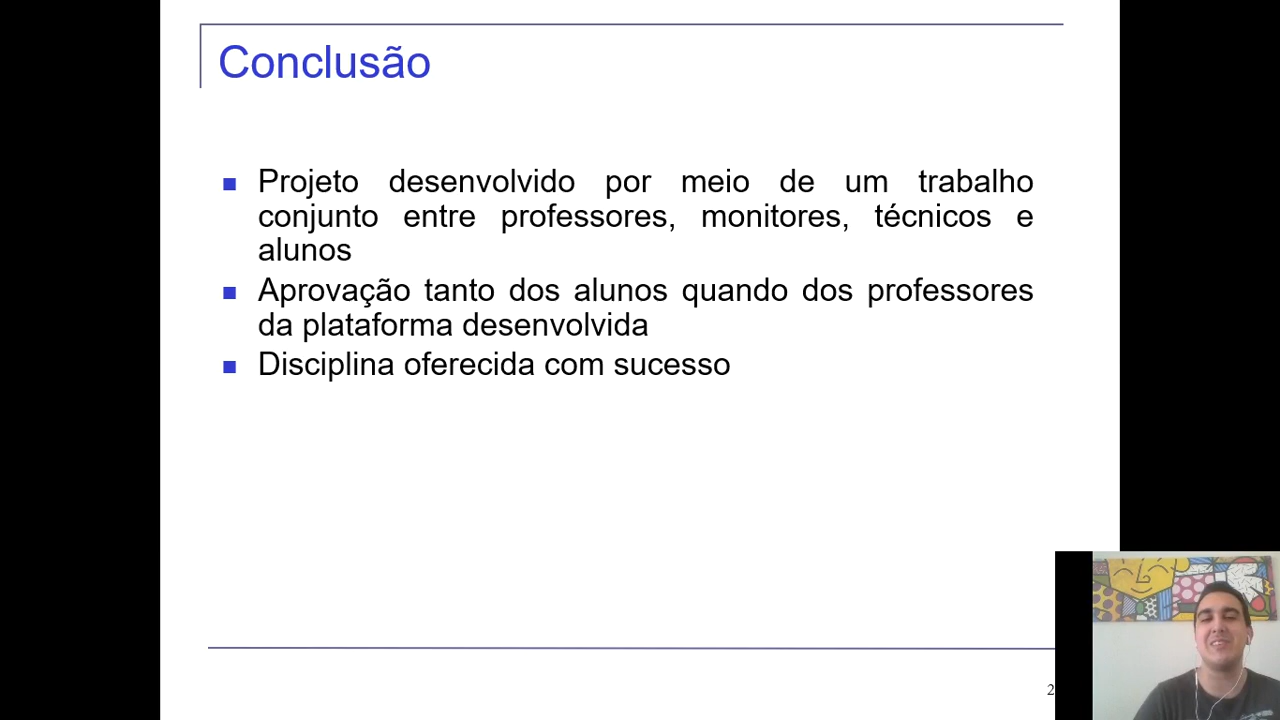 Conclusão
Projeto desenvolvido por meio de um trabalho
conjunto entre professores, monitores, técnicos e
alunos
Aprovação tanto dos alunos quando dos professores
da plataforma desenvolvida
Disciplina oferecida com sucesso